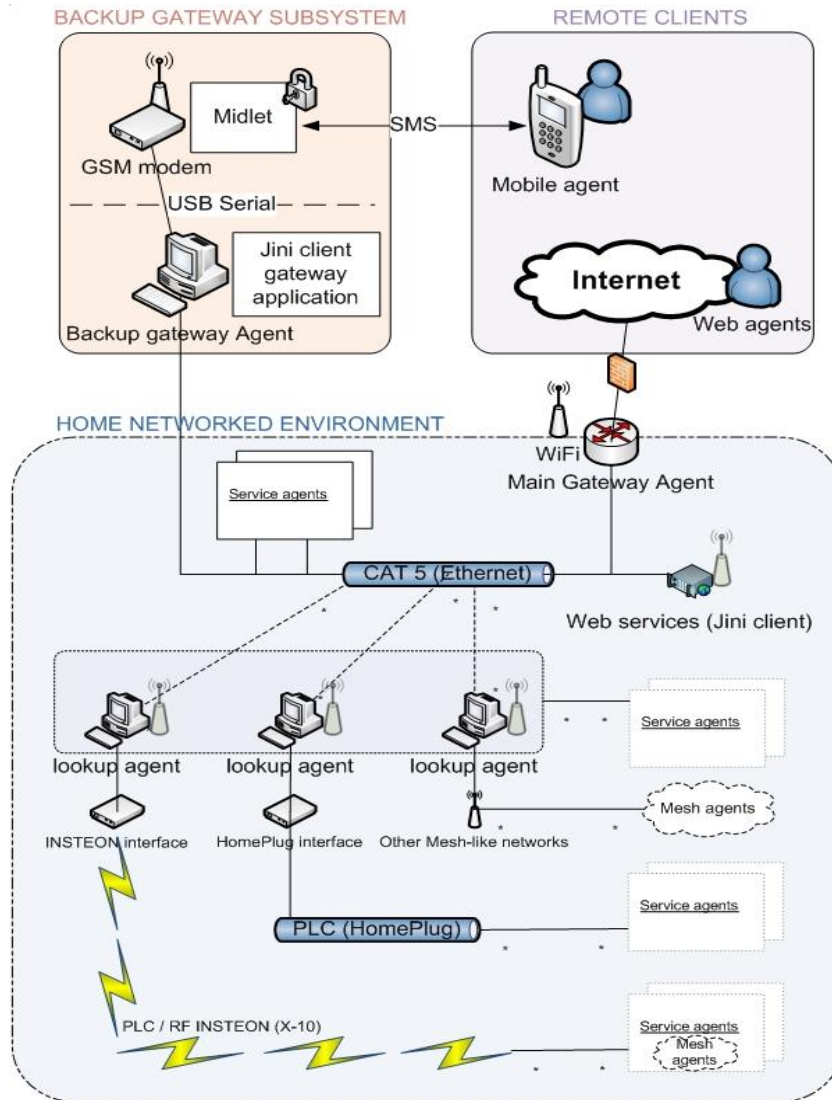 BACKUP GATEWAY SUBSYSTEM
REMOTE CLIENTS
Midlet
SMS
GSM modem
Mobile agent
USB Serial
Jini client
gateway
application
Internet
Backup gateway Agent
Web agents
HOME NETWORKED ENVIRONMENT
WiFi
Main Gateway Agent
Service agents
CAT 5 (Ethernet)
* * *
*
Web services (Jini client)
*
Service agents
* *
lookup agent
lookup agent
lookup agent
Mesh agents
INSTEON interface
HomePlug interface
Other Mesh-like networks
* *
Service agents
PLC (HomePlug)
* *
PLC / RF INSTEON (X-10)
Service agents
Mesh
agents
* *